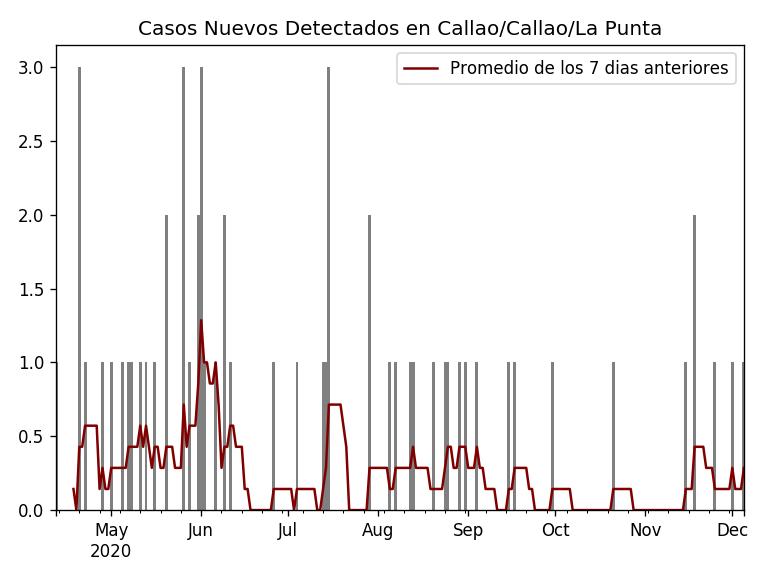 Casos Nuevos Detectados en Callao/Callao/La Punta
Promedio de los 7 dias anteriores
3.0
2.5
2.0
1.5
1.0
0.5
0.0
May Jun Jul Aug Sep Oct Nov Dec
2020